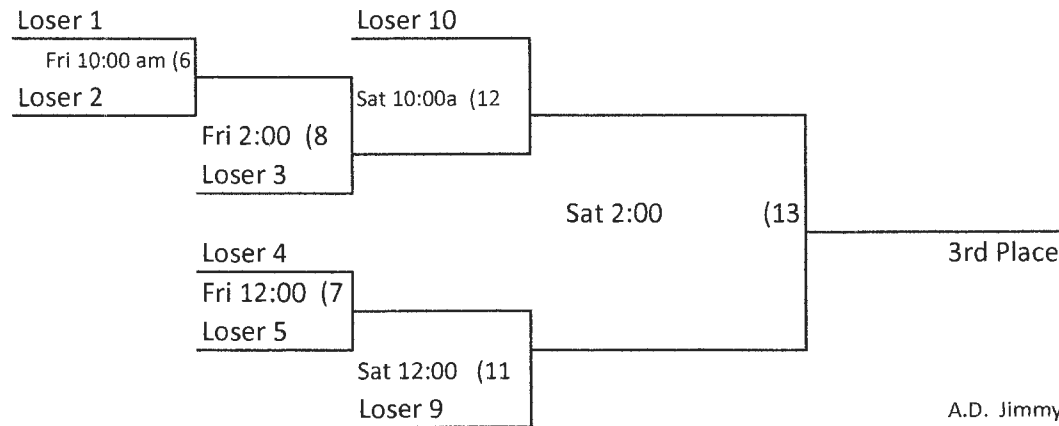 Loser 1
Loser 10
Fri 10:00 am (6
Loser 2
Sat 10:00a (12
Fri 2:00 (8
Loser 3
Sat 2:00 (13
Loser 4
3rd Place
Fri 12:00 (7
Loser 5
Sat 12:00 (11
Loser 9
A.D. Jimmy